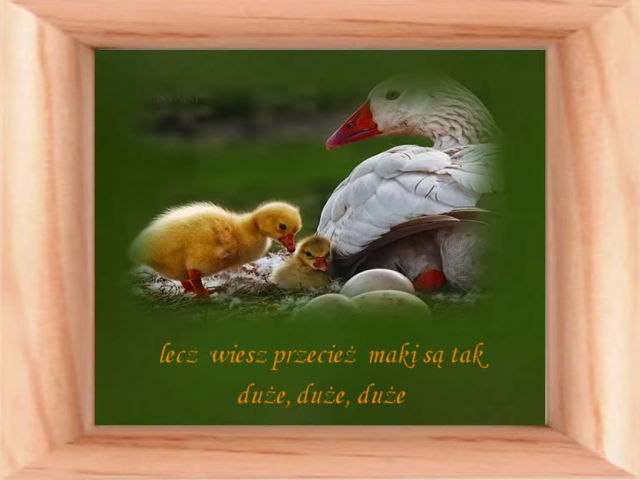 lecz wiesz przecież maki są tak
duże, duże, duże